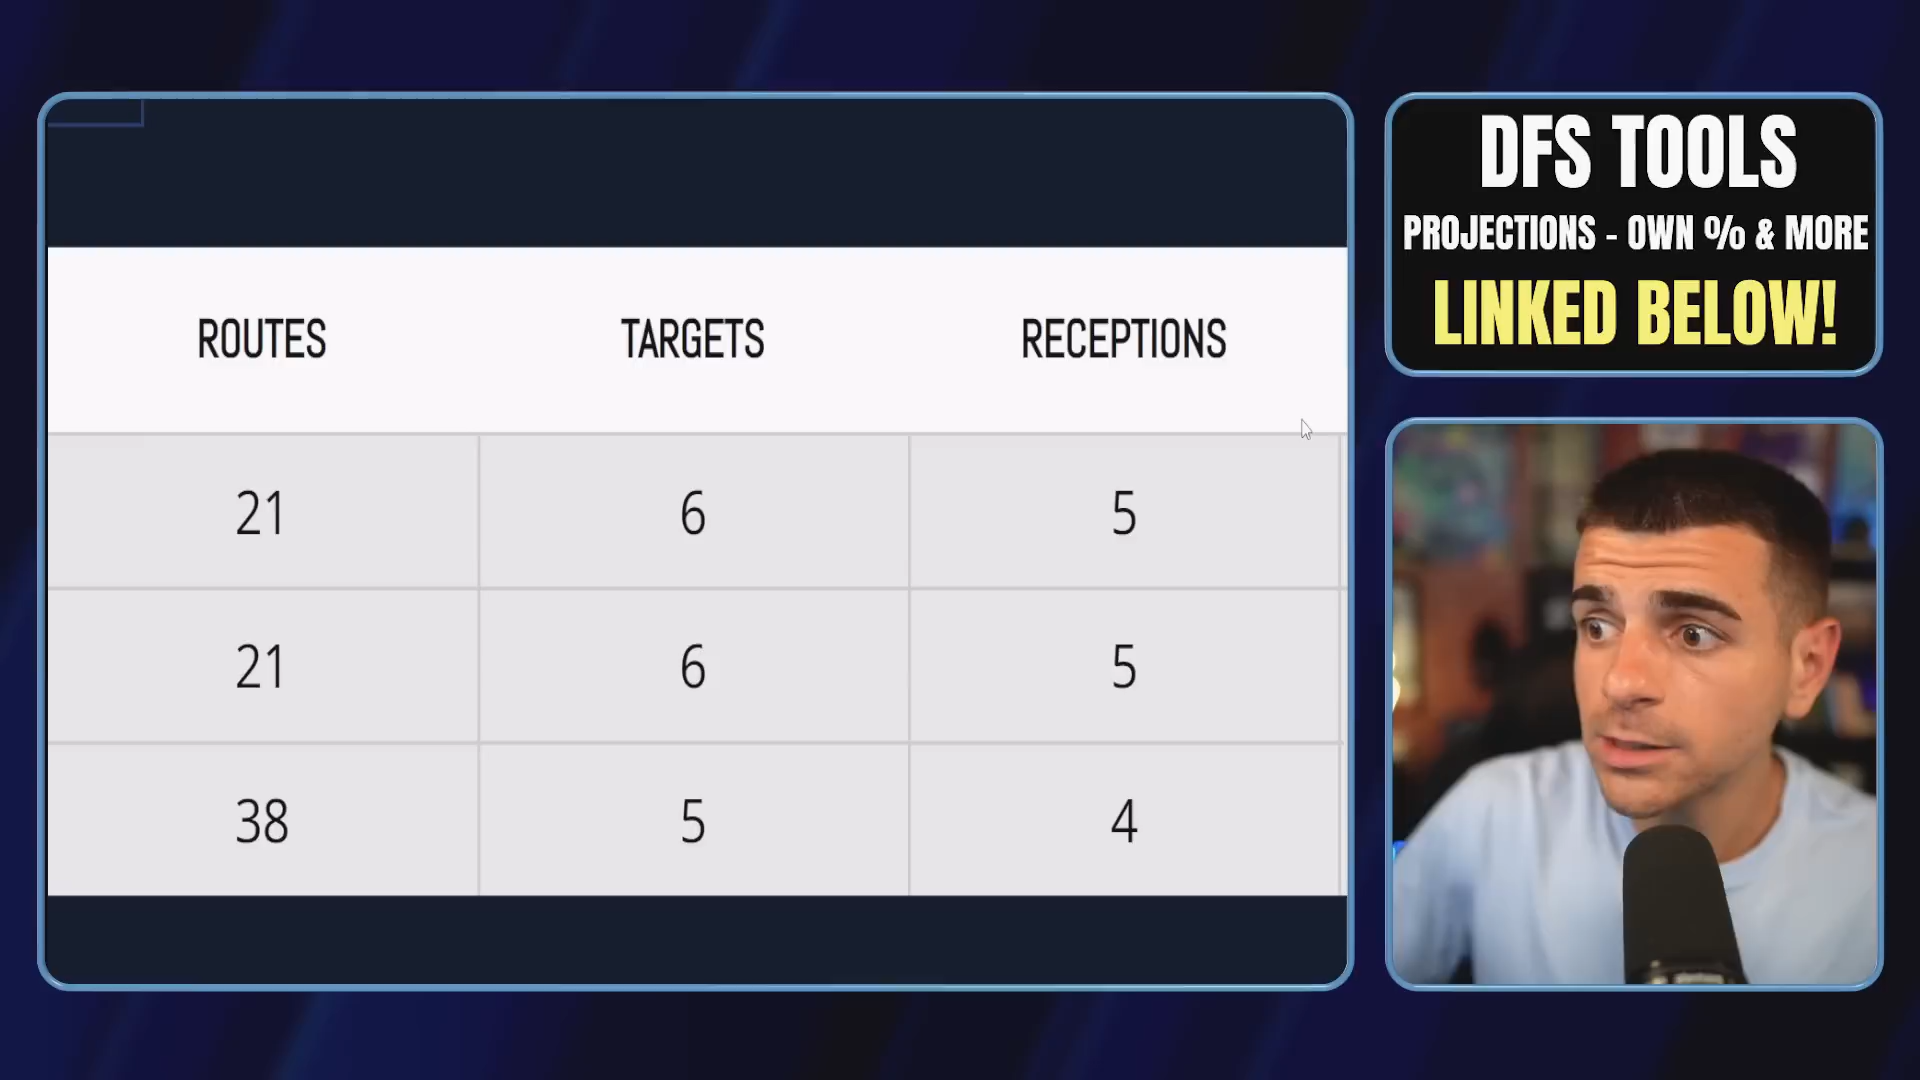 ROUTES TARGETS RECEPTIONS
21 6 5
21 6 5
38 5 4
DFS TOOLS
PROJECTIONS - OWN % & MORE
LINKED BELOW!